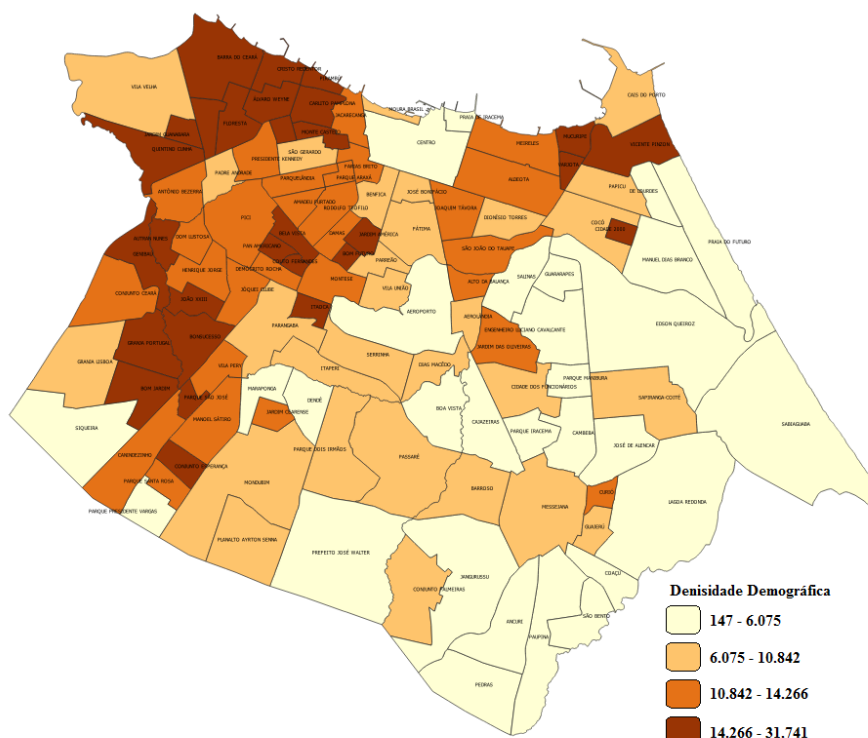 BARRA DO CEARÁ
CRISTO REDENTOR
PIRAMBÚ
VILA VELHA
CAIS DO PORTO
ÁLVARO WEYNE
CARLITO PAMPLONA
JACARECANGA
MOURA BRASIL
PRAIA DE IRACEMA
FLORESTA
JARDIM GUANABARA
MONTE CASTELO
CENTRO
MEIRELES
MUCURIPE
VICENTE PINZON
QUINTINO CUNHA
SÃO GERARDO
PRESIDENTE KENNEDY
FARIAS BRITO
VARJOTA
PADRE ANDRADE
PARQUELÂNDIA
PARQUE ARAXÁ
ALDEOTA
PAPICU
ANTÔNIO BEZERRA
AMADEU FURTADO
BENFICA
JOSÉ BONIFÁCIO
DE LOURDES
RODOLFO TEÓFILO
JOAQUIM TÁVORA
DIONÍSIO TORRES
PICI
COCÓ
CIDADE 2000
BELA VISTA
DAMAS
JARDIM AMÉRICA
FÁTIMA
AUTRAN NUNES
DOM LUSTOSA
PRAIA DO FUTURO
PAN AMERICANO
SÃO JOÃO DO TAUAPE
GENIBAÚ
BOM FUTURO
COUTO FERNANDES
PARREÃO
MANUEL DIAS BRANCO
HENRIQUE JORGE
DEMÓCRITO ROCHA
SALINAS
GUARARAPES
MONTESE
ALTO DA BALANÇA
CONJUNTO CEARÁ
JÓQUEI CLUBE
VILA UNIÃO
JOÃO XXIII
ITAOCA
AEROPORTO
AEROLÂNDIA
PARANGABA
EDSON QUEIROZ
ENGENHEIRO LUCIANO CAVALCANTE
BONSUCESSO
GRANJA PORTUGAL
JARDIM DAS OLIVEIRAS
SERRINHA
GRANJA LISBOA
VILA PERY
ITAPERI
DIAS MACÊDO
PARQUE MANIBURA
BOM JARDIM
MARAPONGA
CIDADE DOS FUNCIONÁRIOS
SAPIRANGA-COITÉ
PARQUE SÃO JOSÉ
DENDÊ
BOA VISTA
MANOEL SÁTIRO
JARDIM CEARENSE
CAJAZEIRAS
SABIAGUABA
SIQUEIRA
PARQUE IRACEMA
CAMBEBA
JOSÉ DE ALENCAR
PARQUE DOIS IRMÃOS
CANINDEZINHO
PASSARÉ
CONJUNTO ESPERANÇA
MONDUBIM
PARQUE SANTA ROSA
BARROSO
CURIÓ
LAGOA REDONDA
PARQUE PRESIDENTE VARGAS
MESSEJANA
GUAJERÚ
PLANALTO AYRTON SENNA
PREFEITO JOSÉ WALTER
COAÇU
JANGURUSSU
CONJUNTO PALMEIRAS
SÃO BENTO
ANCURI
PAUPINA
PEDRAS
Denisidade Demográfica
147 - 6.075
6.075 - 10.842
10.842 - 14.266
14.266 - 31.741